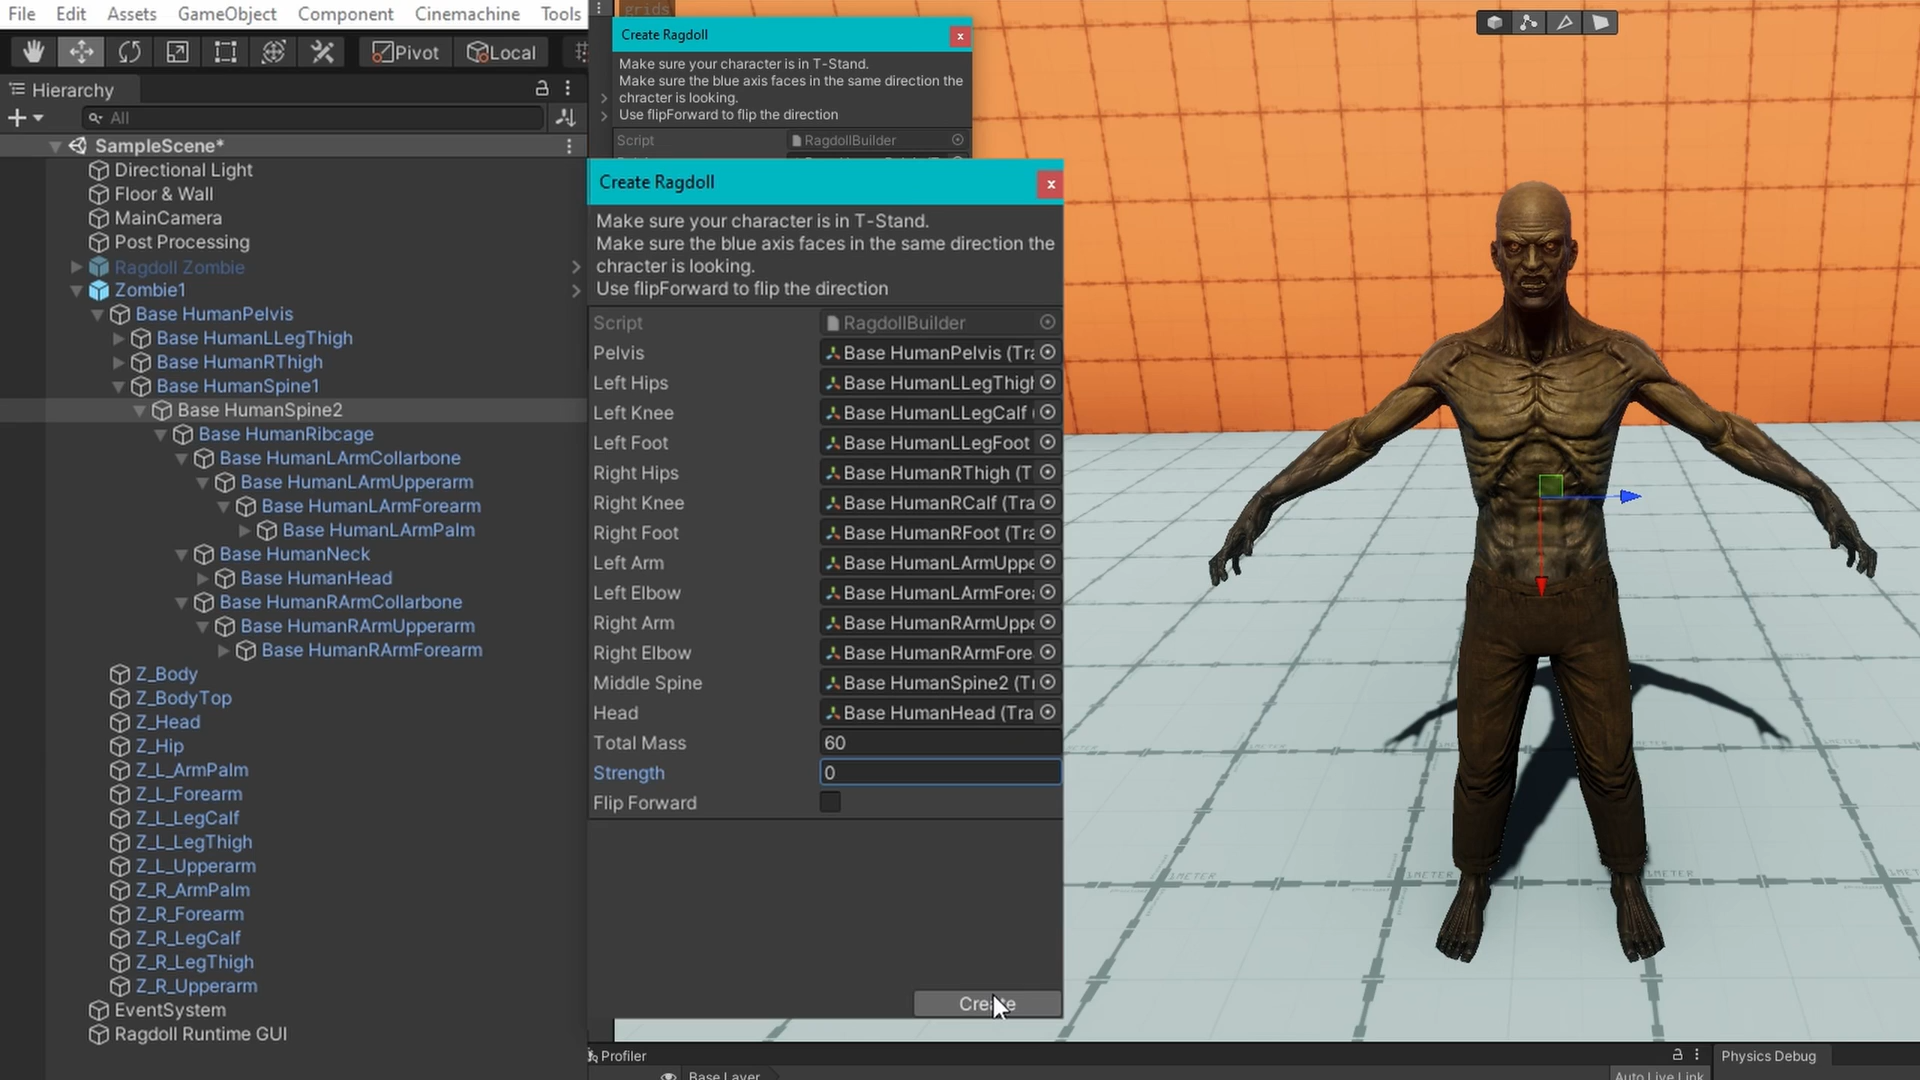 File Edit Assets GameObject Component Cinemachine Tools
grids
Pivot Local
Create Ragdoll x
Make sure your character is in T-Stand.
Make sure the blue axis faces in the same direction the
chracter is looking.
Use flipForward to flip the direction
Script RagdollBuilder
Hierarchy
All
SampleScene*
Directional Light
Floor & Wall
MainCamera
Post Processing
Ragdoll Zombie
Zombie1
Base HumanPelvis
Base HumanLLegThigh
Base HumanRThigh
Base HumanSpine1
Base HumanSpine2
Base HumanRibcage
Base HumanLArmCollarbone
Base HumanLArmUpperarm
Base HumanLArmForearm
Base HumanLArmPalm
Base HumanNeck
Base HumanHead
Base HumanRArmCollarbone
Base HumanRArmUpperarm
Base HumanRArmForearm
Z_Body
Z_BodyTop
Z_Head
Z_Hip
Z_L_ArmPalm
Z_L_Forearm
Z_L_LegCalf
Z_L_LegThigh
Z_L_Upperarm
Z_R_ArmPalm
Z_R_Forearm
Z_R_LegCalf
Z_R_LegThigh
Z_R_Upperarm
EventSystem
Ragdoll Runtime GUI
Create Ragdoll x
Make sure your character is in T-Stand.
Make sure the blue axis faces in the same direction the
chracter is looking.
Use flipForward to flip the direction
Script RagdollBuilder
Pelvis Base HumanPelvis (Tra
Left Hips Base HumanLLegThigh
Left Knee Base HumanLLegCalf (
Left Foot Base HumanLLegFoot
Right Hips Base HumanRThigh (T
Right Knee Base HumanRCalf (Tra
Right Foot Base HumanRFoot (Tra
Left Arm Base HumanLArmUppe
Left Elbow Base HumanLArmForea
Right Arm Base HumanRArmUppe
Right Elbow Base HumanRArmFore
Middle Spine Base HumanSpine2 (Tr
Head Base HumanHead (Tra
Total Mass 60
Strength 0
Flip Forward
Create
1METER
METER
Profiler
Physics Debug
Base Layer
Auto Live Link